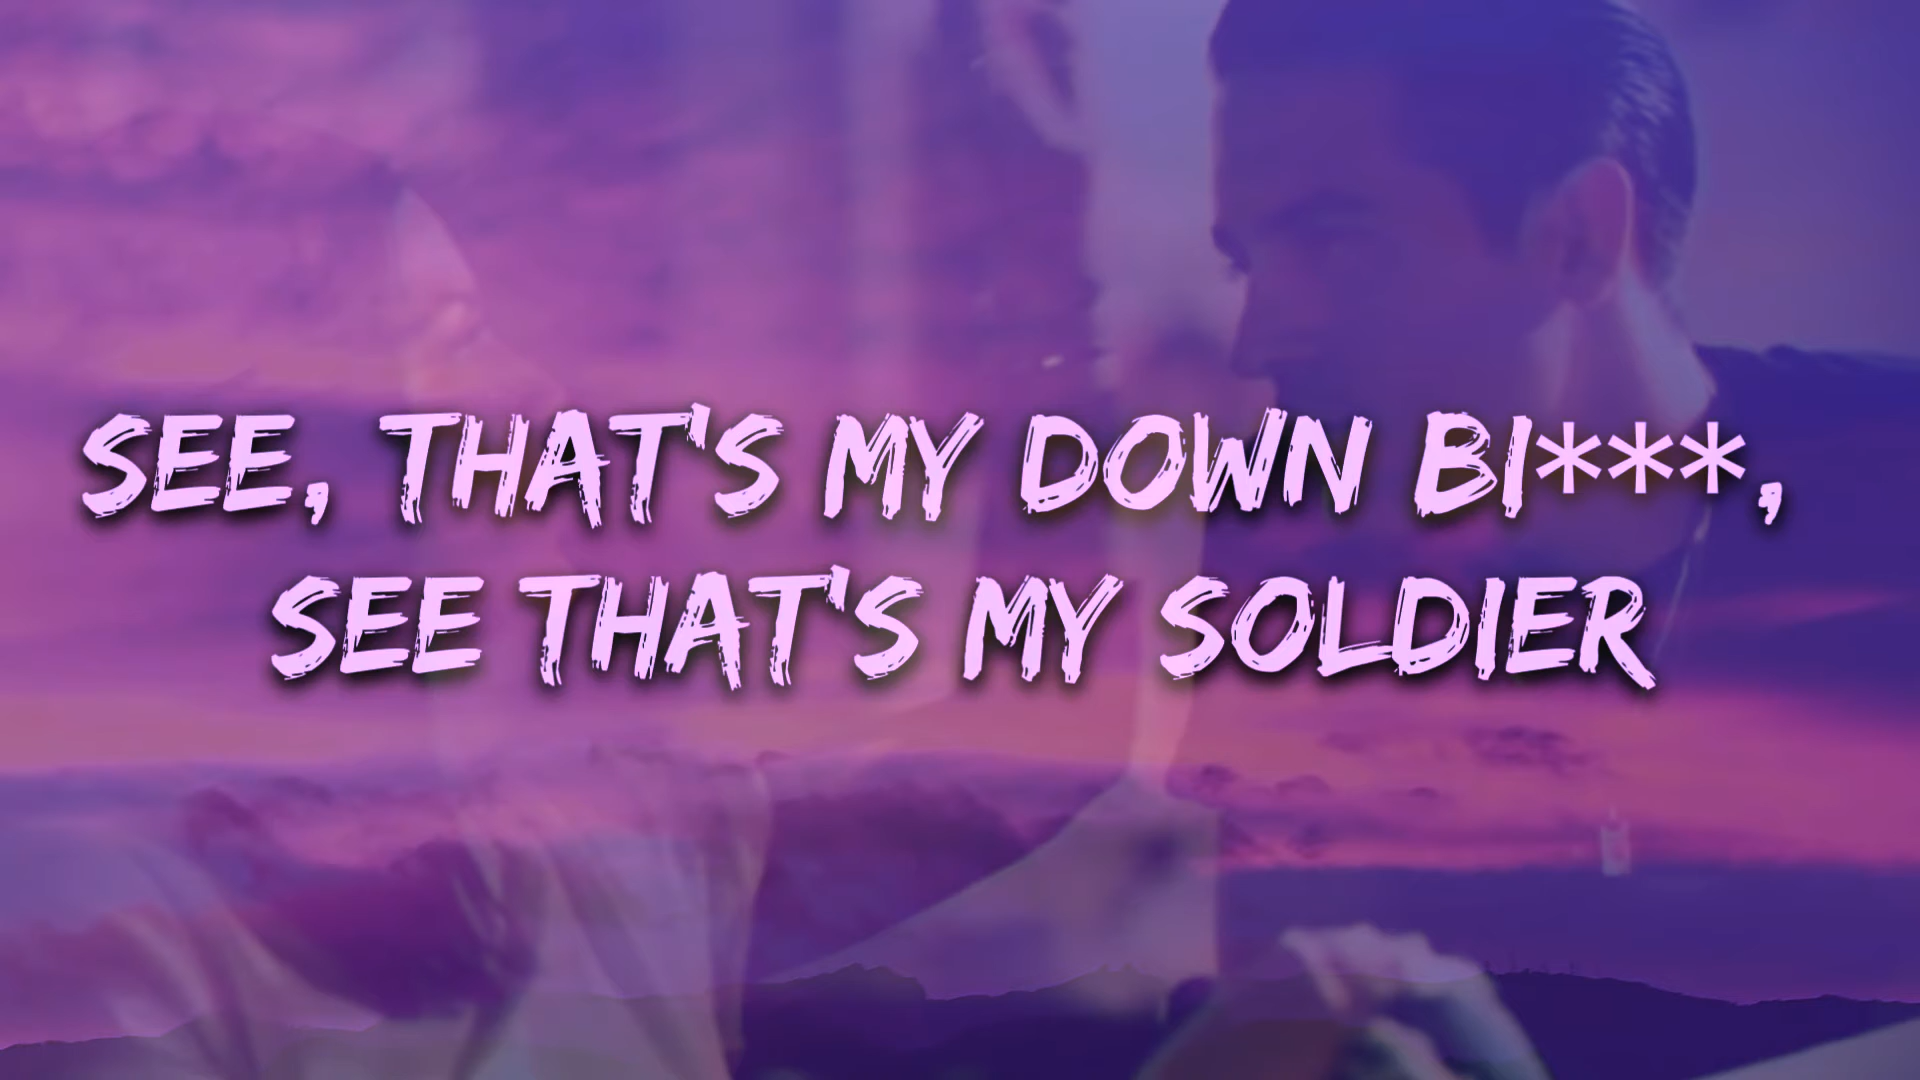 SEE, THAT'S MY DOWN BI***,
SEE THAT'S MY SOLDIER